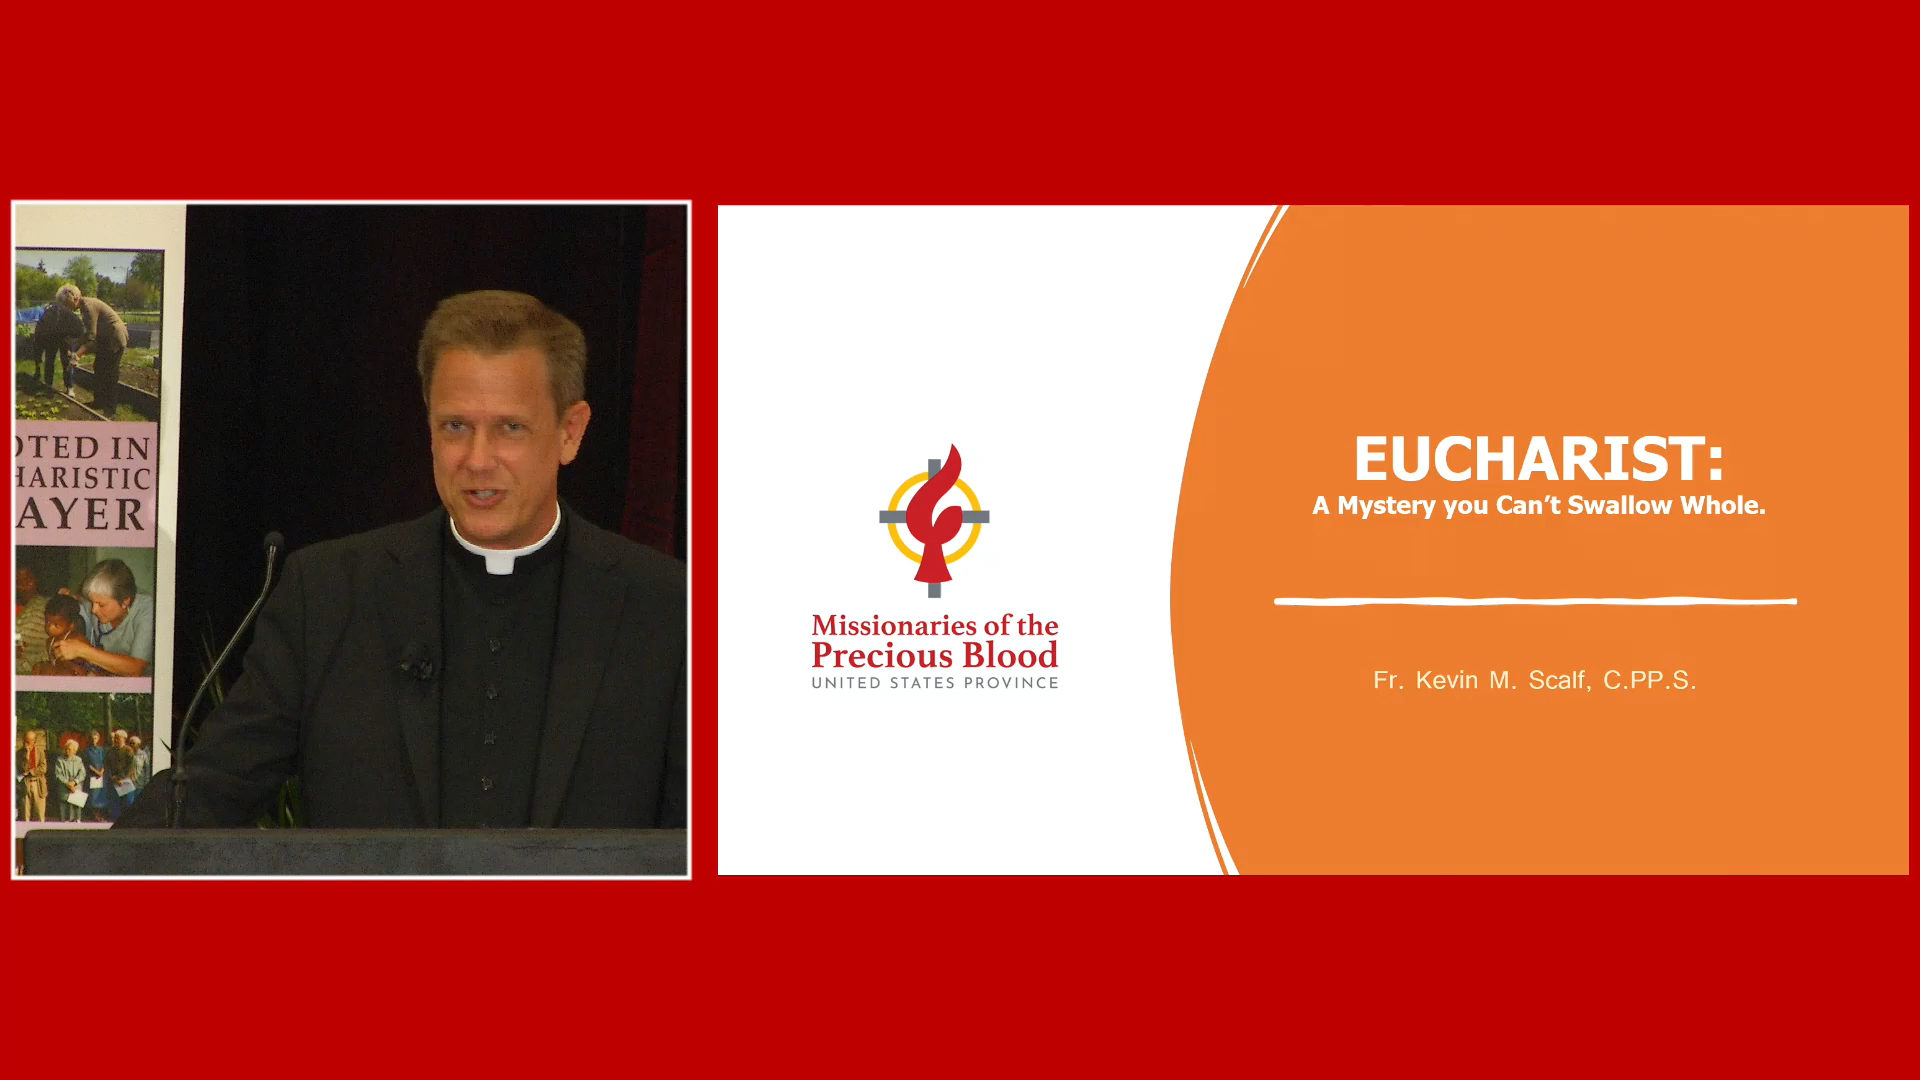 OTED IN
HARISTIC
AYER
EUCHARIST:
A Mystery you Can't Swallow Whole.
Missionaries of the
Precious Blood
UNITED STATES PROVINCE
Fr. Kevin M. Scalf, C.PP.S.